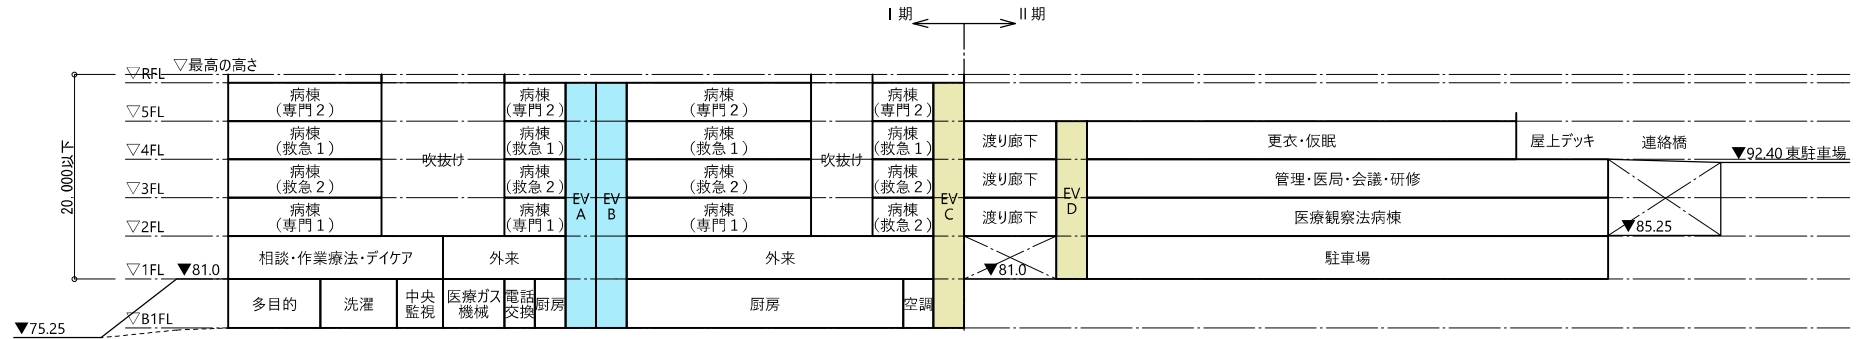 Ⅰ 期
Ⅱ 期
▽最高の高さ
▽RFL
病棟
(専門２)
病棟
(専門２)
病棟
(専門２)
病棟
(専門２)
▽5FL
病棟
(救急１)
病棟
(救急１)
病棟
(救急１)
病棟
(救急１)
渡り廊下
更衣・仮眠
屋上デッキ
連絡橋
▽4FL
吹抜け
吹抜け
▼92.40 東駐車場
病棟
(救急２)
病棟
(救急２)
病棟
(救急２)
病棟
(救急２)
渡り廊下
管理・医局・会議・研修
20,000以下
▽3FL
EV
A
EV
B
EV
C
EV
D
病棟
(専門１)
病棟
(専門１)
病棟
(専門１)
病棟
(救急２)
渡り廊下
医療観察法病棟
▽2FL
▼85.25
相談・作業療法・デイケア
外来
外来
駐車場
▽1FL
▼81.0
▼81.0
多目的
洗濯
中央
監視
医療ガス
機械
電話
交換
厨房
厨房
空調
▽B1FL
▼75.25